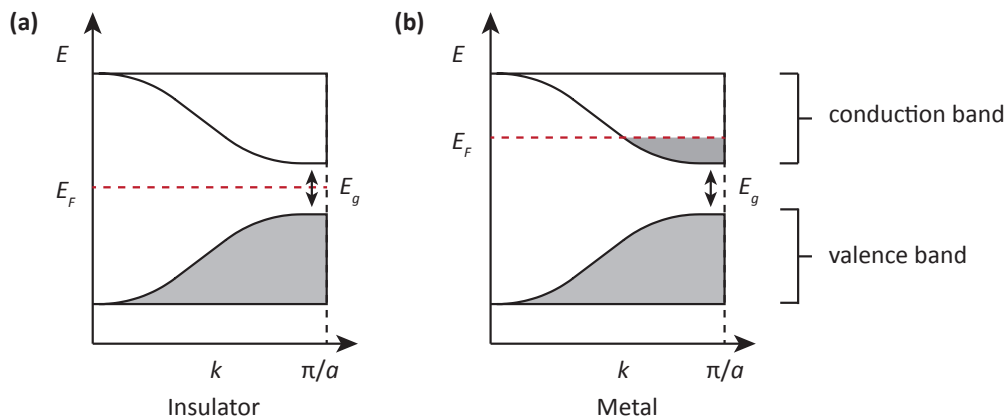 (a)
E
E_F
E_g
k
π/a
Insulator
(b)
E
E_F
E_g
k
π/a
Metal
conduction band
valence band